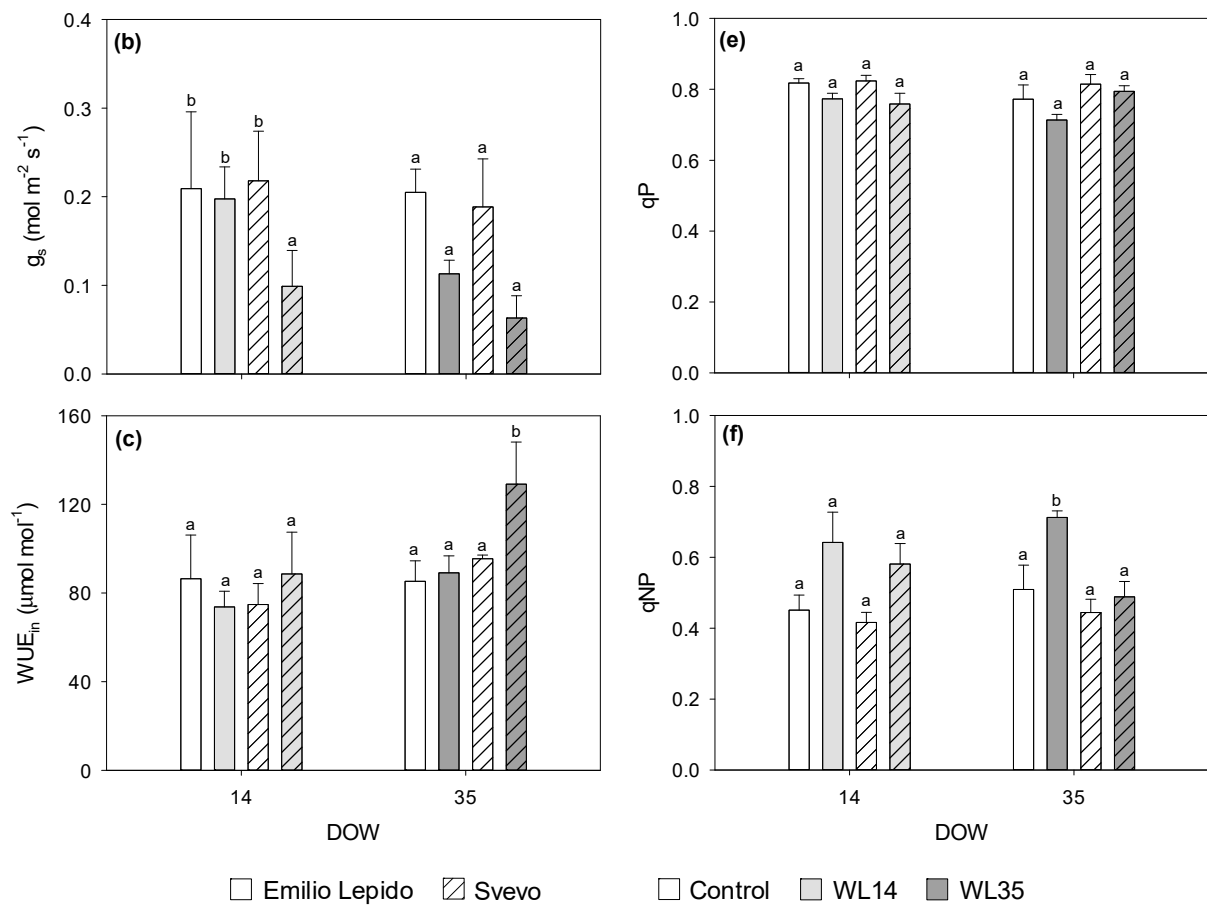 (b)
g_s (mol m⁻² s⁻¹)
0.4
0.3
0.2
0.1
0.0
b
b
b
a
a
a
a
a
(e)
qP
1.0
0.8
0.6
0.4
0.2
0.0
a
a
a
a
a
a
a
a
(c)
WUE_in (µmol mol⁻¹)
160
120
80
40
0
a
a
a
a
a
a
a
b
14
35
DOW
(f)
qNP
1.0
0.8
0.6
0.4
0.2
0.0
a
a
a
a
a
b
a
a
14
35
DOW
Emilio Lepido Svevo Control WL14 WL35